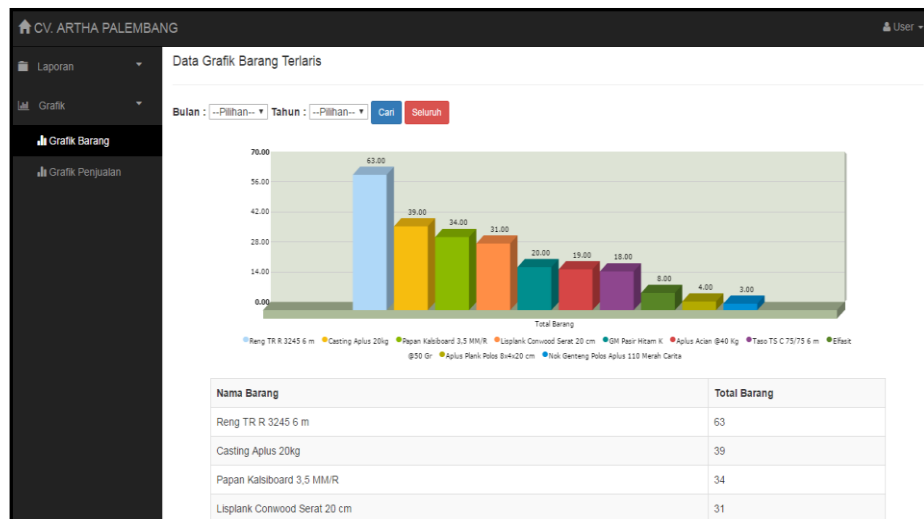 CV. ARTHA PALEMBANG
User
Laporan
Grafik
Grafik Barang
Grafik Penjualan
Data Grafik Barang Terlaris
Bulan : --Pilihan-- Tahun : --Pilihan-- Cari Seluruh
70.00
56.00
42.00
28.00
14.00
0.00
63.00
39.00
34.00
31.00
20.00
19.00
18.00
8.00
4.00
3.00
Total Barang
Reng TR R 3245 6 m Casting Aplus 20kg Papan Kalsiboard 3,5 MM/R Lisplank Conwood Serat 20 cm GM Pasir Hitam K Aplus Acian @40 Kg Taso TS C 75/75 6 m Elfasit
@50 Gr Aplus Plank Polos 8x4x20 cm Nok Genteng Polos Aplus 110 Merah Carita
Nama Barang Total Barang
Reng TR R 3245 6 m 63
Casting Aplus 20kg 39
Papan Kalsiboard 3,5 MM/R 34
Lisplank Conwood Serat 20 cm 31